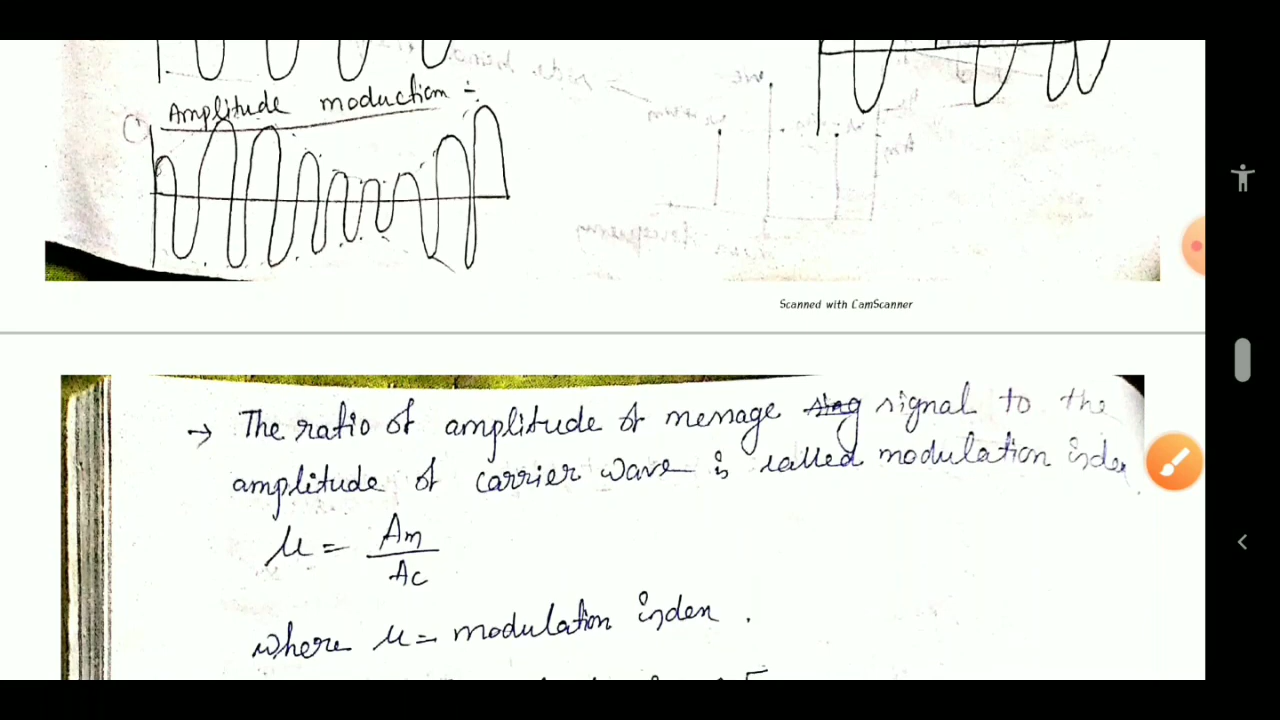 Amplitude moduction :-
Scanned with CamScanner
→ The ratio of amplitude of message signal to the
amplitude of carrier wave is called modulation index
μ = Am / Ac
where μ = modulation index .